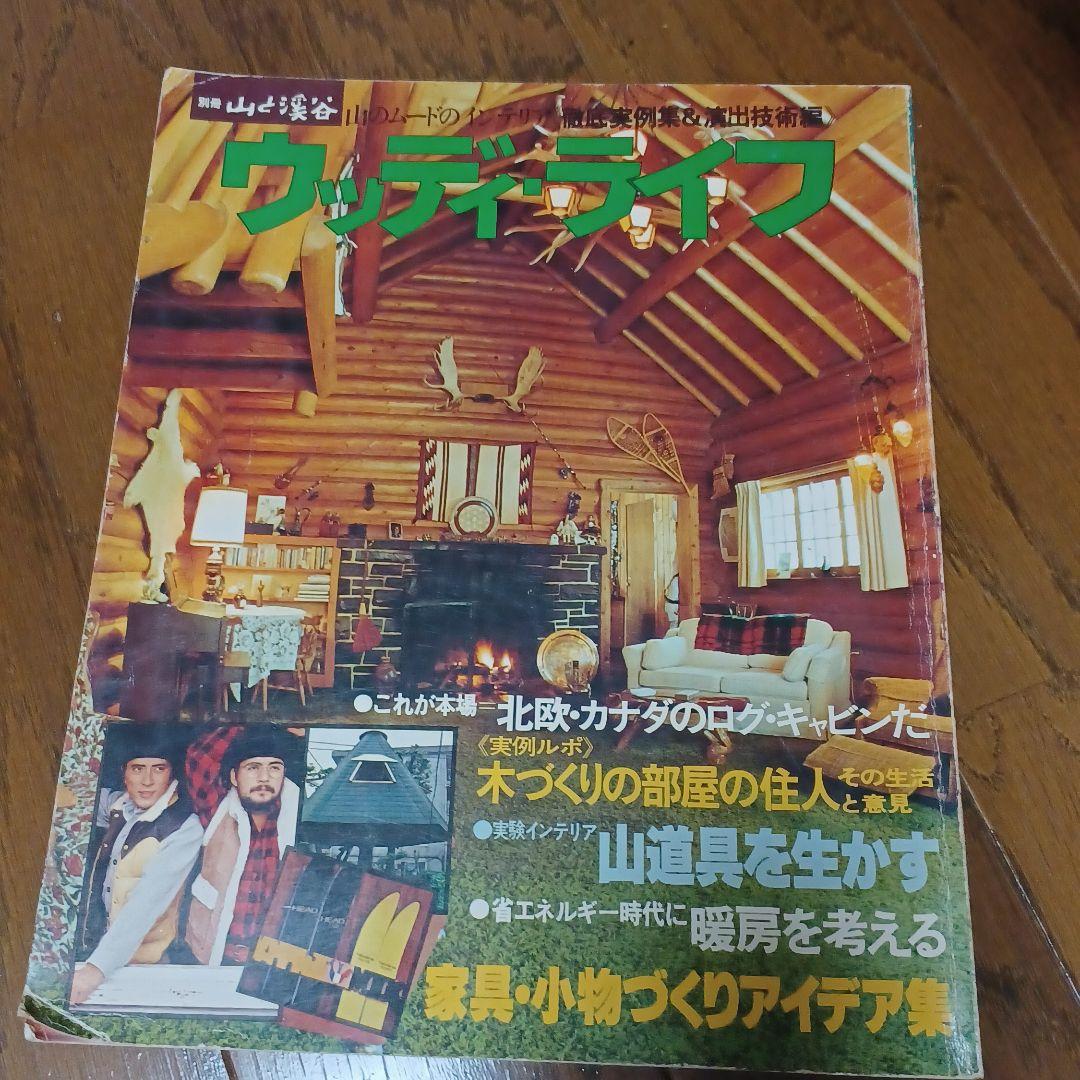 別冊 山と溪谷
山のムードのインテリア《徹底実例集&演出技術編》
ウッディ・ライフ
●これが本場=北欧・カナダのログ・キャビンだ
《実例ルポ》
木づくりの部屋の住人その生活と意見
●実験インテリア山道具を生かす
●省エネルギー時代に暖房を考える
家具・小物づくりアイデア集
HEAD
HEAD